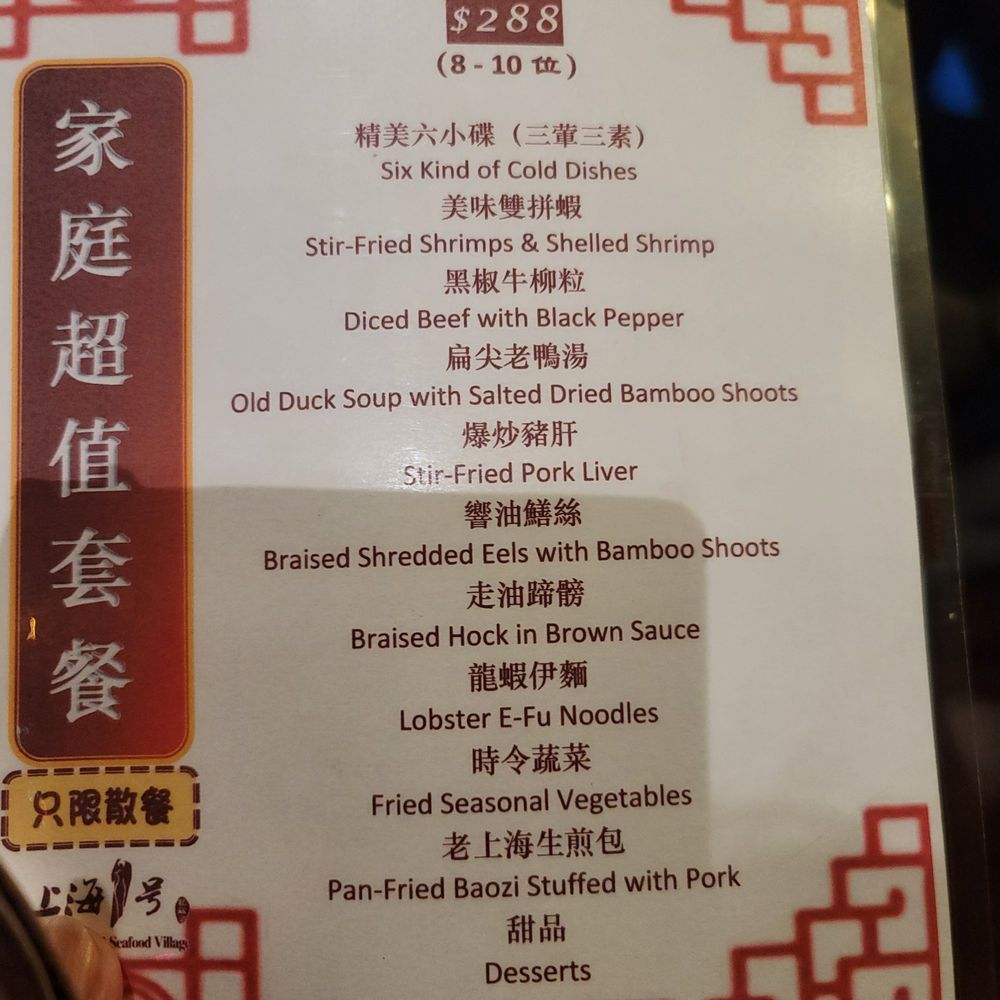 $288
(8 - 10 位)
家庭超值套餐
精美六小碟（三葷三素）
Six Kind of Cold Dishes
美味雙拼蝦
Stir-Fried Shrimps & Shelled Shrimp
黑椒牛柳粒
Diced Beef with Black Pepper
扁尖老鴨湯
Old Duck Soup with Salted Dried Bamboo Shoots
爆炒豬肝
Stir-Fried Pork Liver
響油鱔絲
Braised Shredded Eels with Bamboo Shoots
走油蹄髈
Braised Hock in Brown Sauce
龍蝦伊麵
Lobster E-Fu Noodles
時令蔬菜
Fried Seasonal Vegetables
老上海生煎包
Pan-Fried Baozi Stuffed with Pork
甜品
Desserts
只限散餐
上海1号
Seafood Village